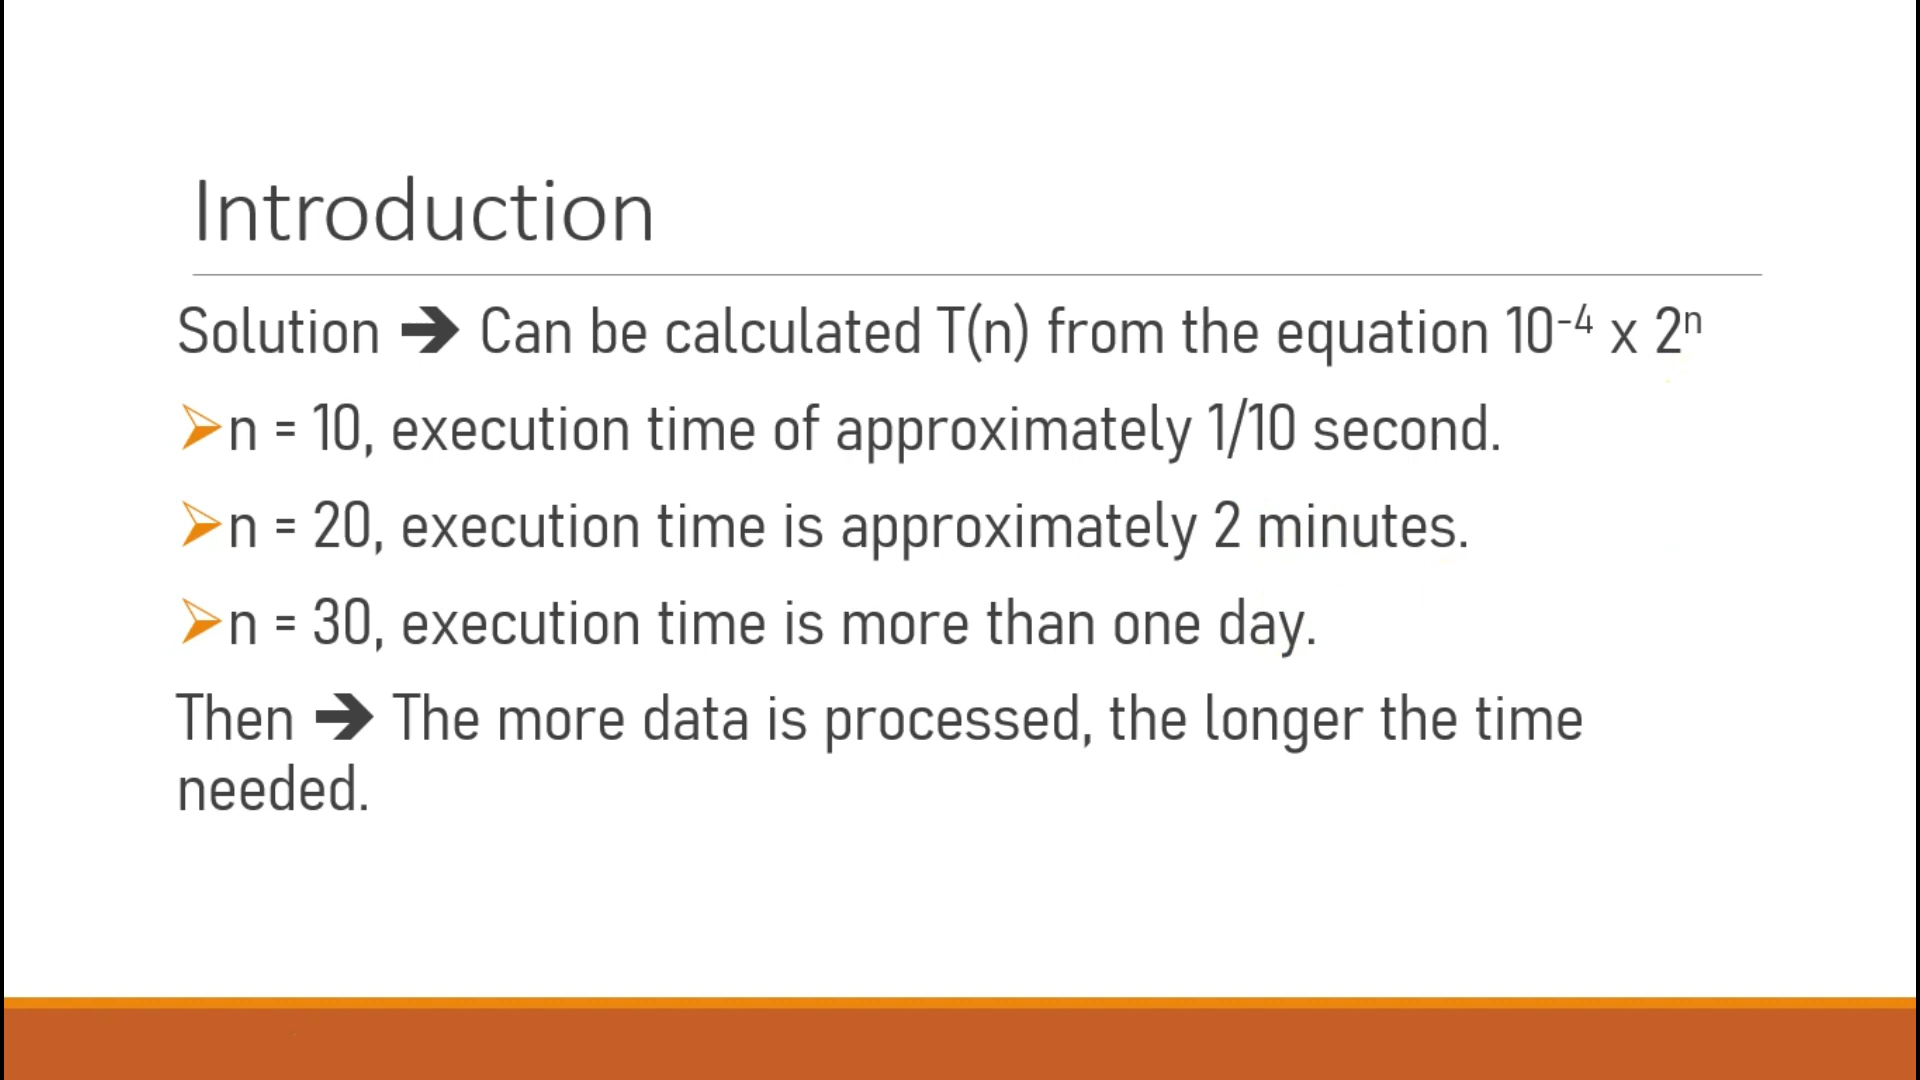 Introduction
Solution ➔ Can be calculated T(n) from the equation 10⁻⁴ x 2ⁿ
➢n = 10, execution time of approximately 1/10 second.
➢n = 20, execution time is approximately 2 minutes.
➢n = 30, execution time is more than one day.
Then ➔ The more data is processed, the longer the time
needed.